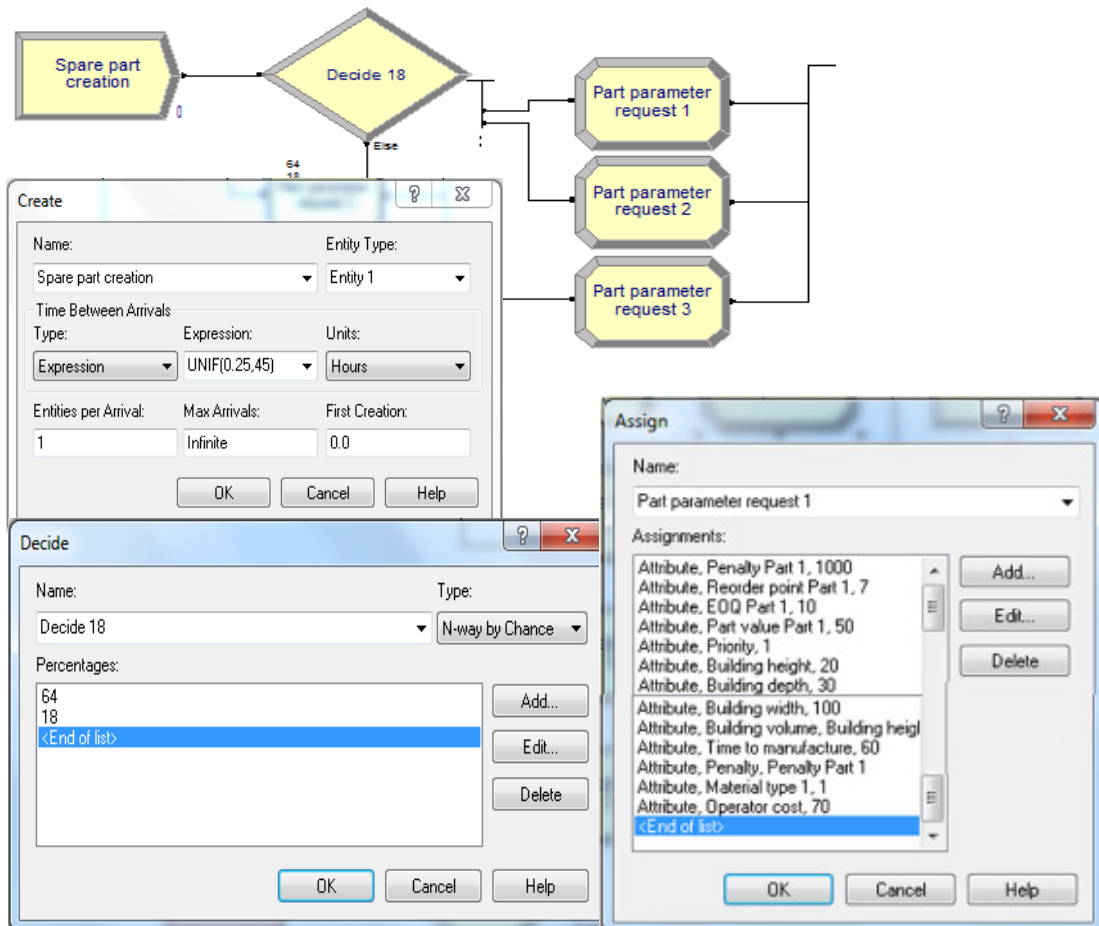 Spare part
creation
0
Decide 18
Else
64
18
Part parameter
request 1
Part parameter
request 2
Part parameter
request 3
Create
Name:
Entity Type:
Spare part creation
Entity 1
Time Between Arrivals
Type:
Expression:
Units:
Expression
UNIF(0.25,45)
Hours
Entities per Arrival:
Max Arrivals:
First Creation:
1
Infinite
0.0
OK
Cancel
Help
Decide
Name:
Type:
Decide 18
N-way by Chance
Percentages:
64
18
<End of list>
Add...
Edit...
Delete
OK
Cancel
Help
Assign
Name:
Part parameter request 1
Assignments:
Attribute, Penalty Part 1, 1000
Attribute, Reorder point Part 1, 7
Attribute, EOQ Part 1, 10
Attribute, Part value Part 1, 50
Attribute, Priority, 1
Attribute, Building height, 20
Attribute, Building depth, 30
Attribute, Building width, 100
Attribute, Building volume, Building heigl
Attribute, Time to manufacture, 60
Attribute, Penalty, Penalty Part 1
Attribute, Material type 1, 1
Attribute, Operator cost, 70
<End of list>
Add...
Edit...
Delete
OK
Cancel
Help